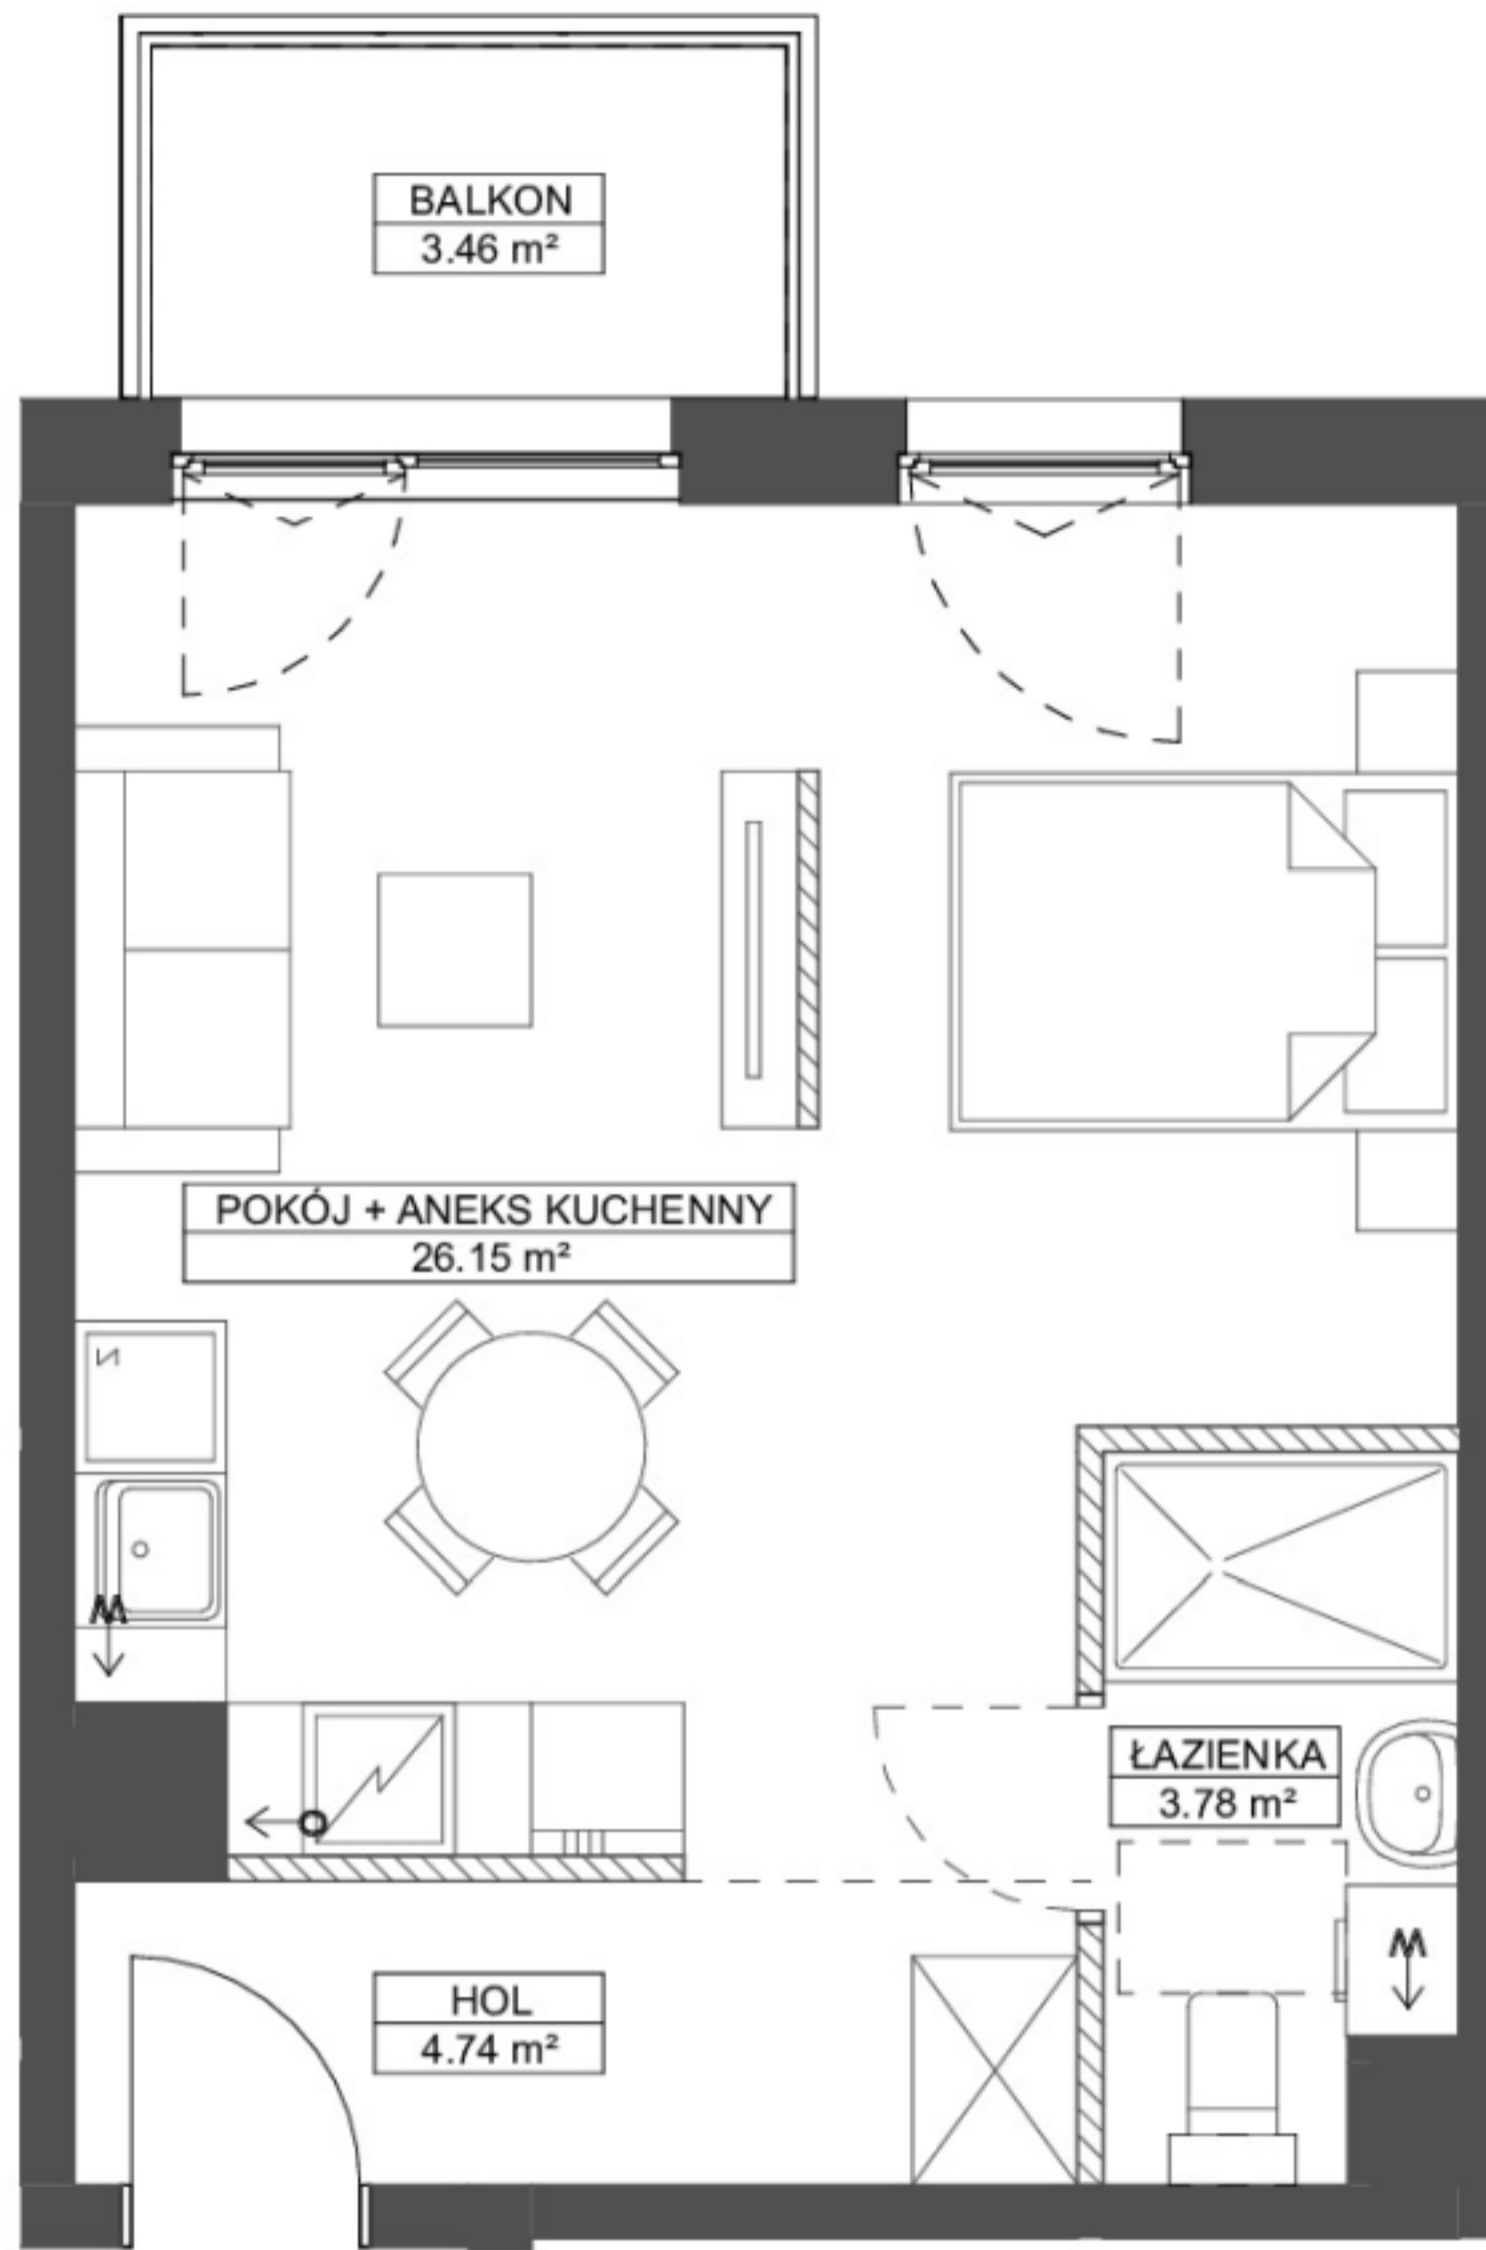 BALKON
3.46 m²
POKÓJ + ANEKS KUCHENNY
26.15 m²
W
ŁAZIENKA
3.78 m²
W
HOL
4.74 m²